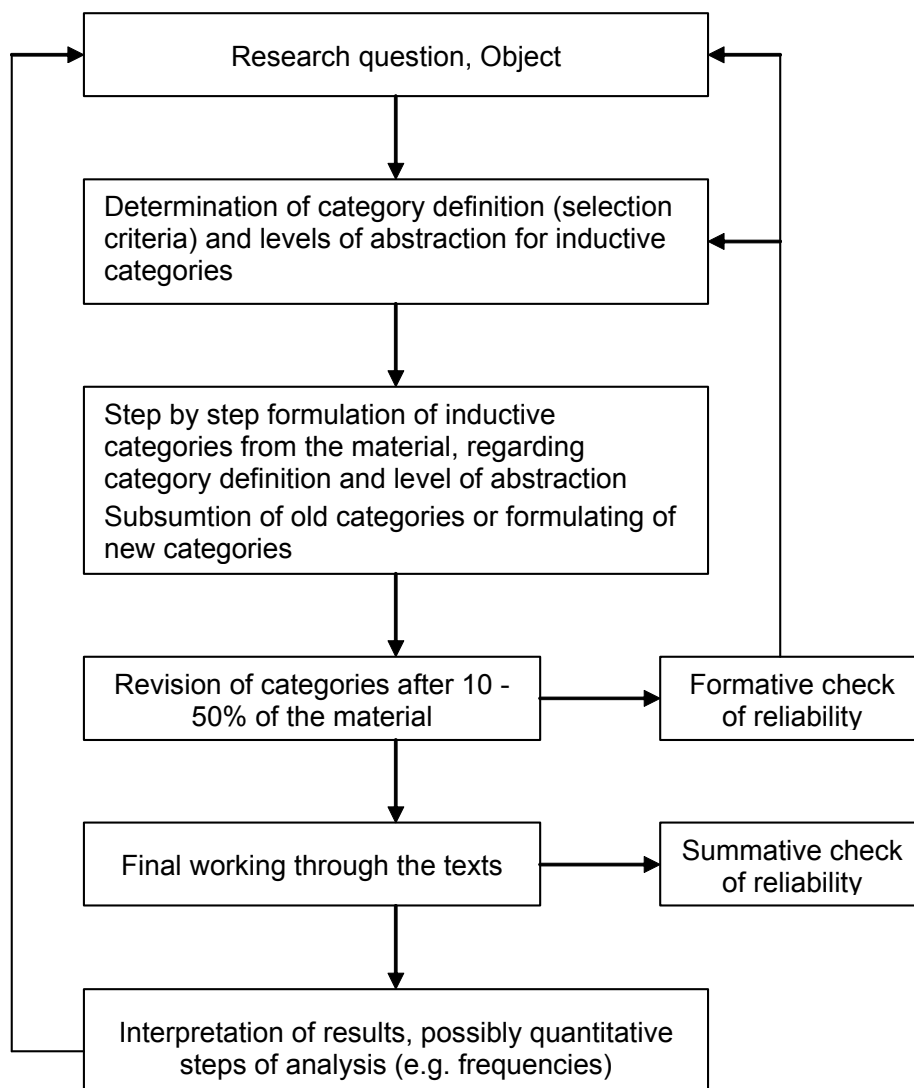 Research question, Object
Determination of category definition (selection
criteria) and levels of abstraction for inductive
categories
Step by step formulation of inductive
categories from the material, regarding
category definition and level of abstraction
Subsumtion of old categories or formulating of
new categories
Revision of categories after 10 -
50% of the material
Formative check
of reliability
Final working through the texts
Summative check
of reliability
Interpretation of results, possibly quantitative
steps of analysis (e.g. frequencies)